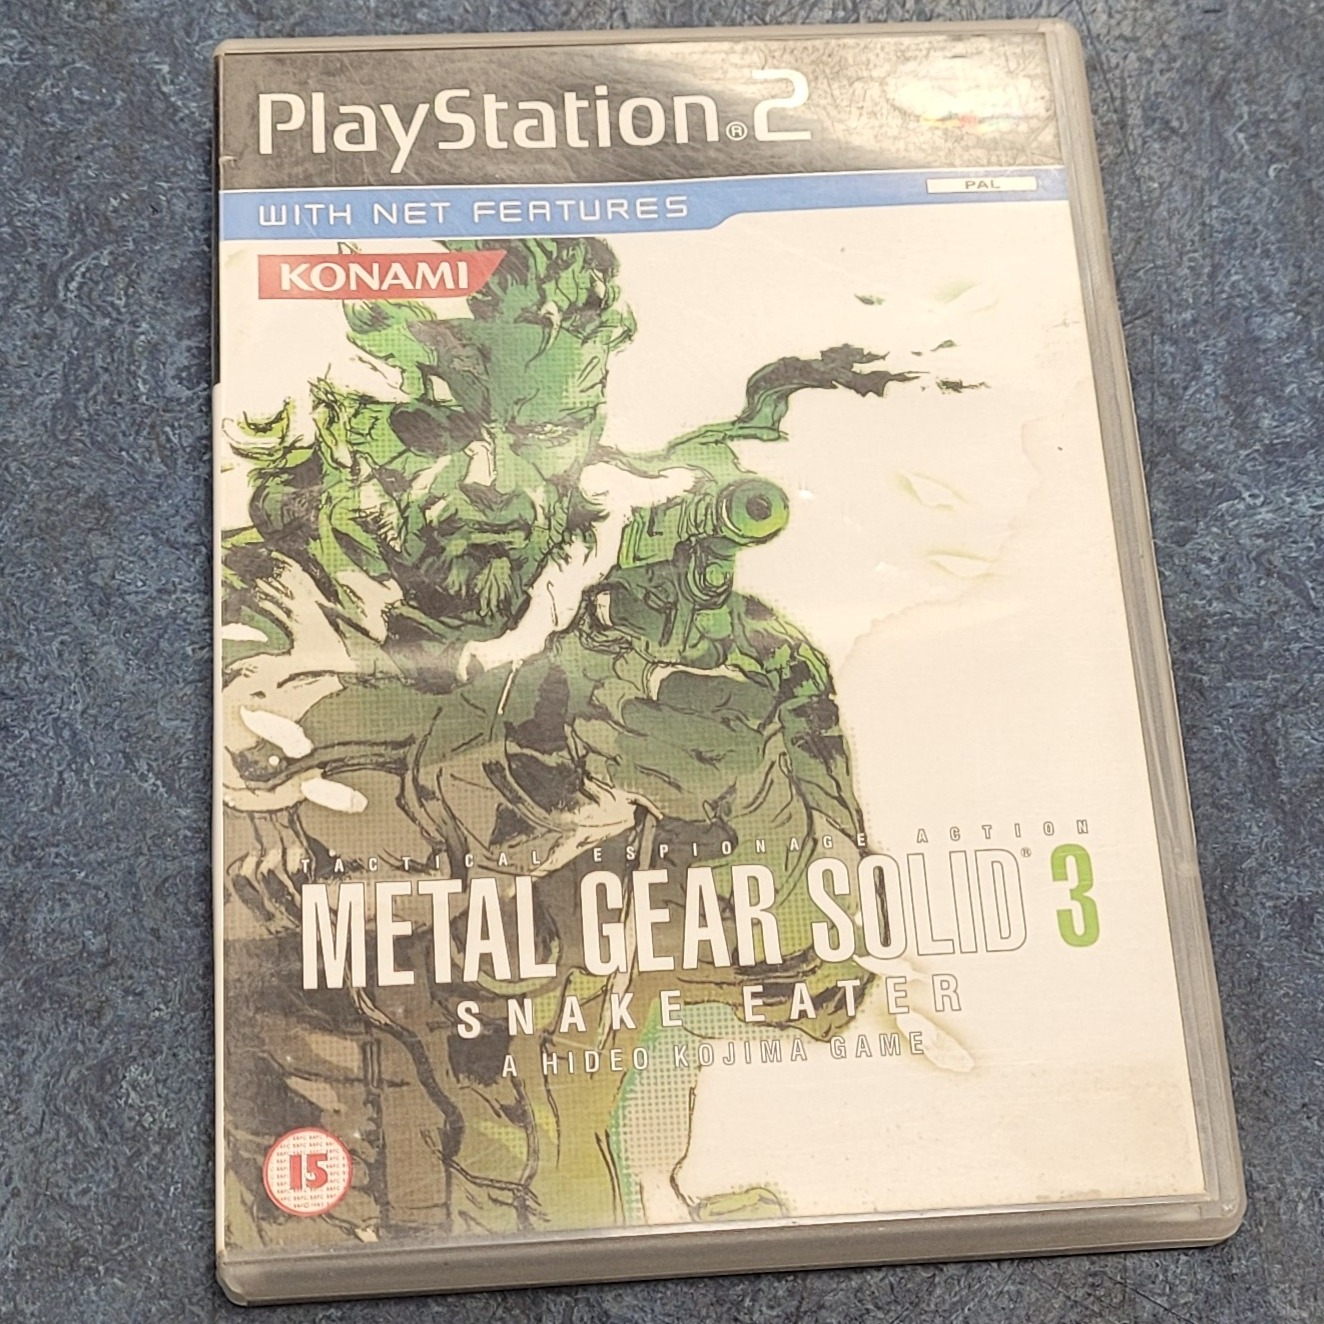 PlayStation®2
PAL
WITH NET FEATURES
KONAMI
TACTICAL ESPIONAGE ACTION
METAL GEAR SOLID® 3
SNAKE EATER
A HIDEO KOJIMA GAME
15